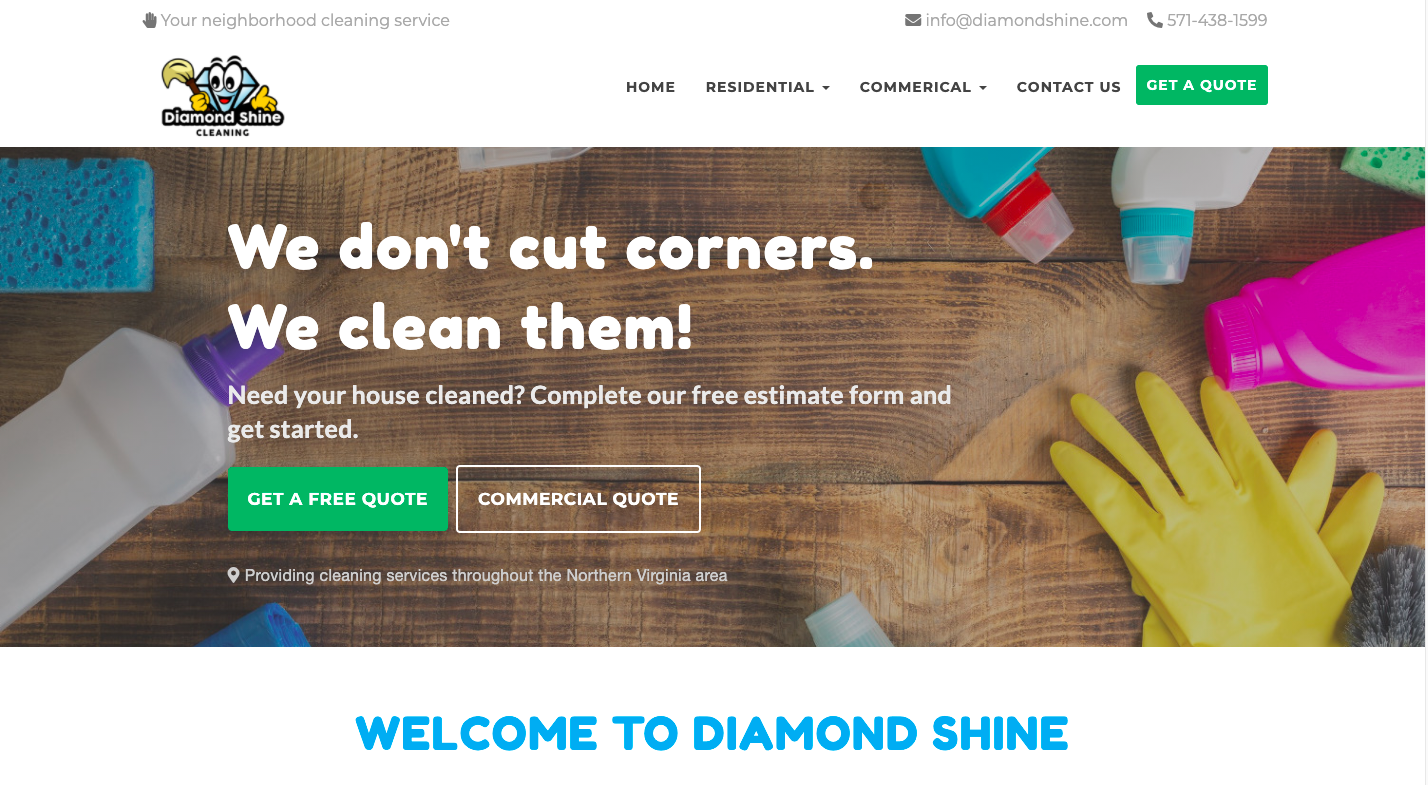 Your neighborhood cleaning service
info@diamondshine.com 571-438-1599
Diamond Shine
CLEANING
HOME RESIDENTIAL COMMERICAL CONTACT US GET A QUOTE
We don't cut corners.
We clean them!
Need your house cleaned? Complete our free estimate form and
get started.
GET A FREE QUOTE COMMERCIAL QUOTE
Providing cleaning services throughout the Northern Virginia area
WELCOME TO DIAMOND SHINE